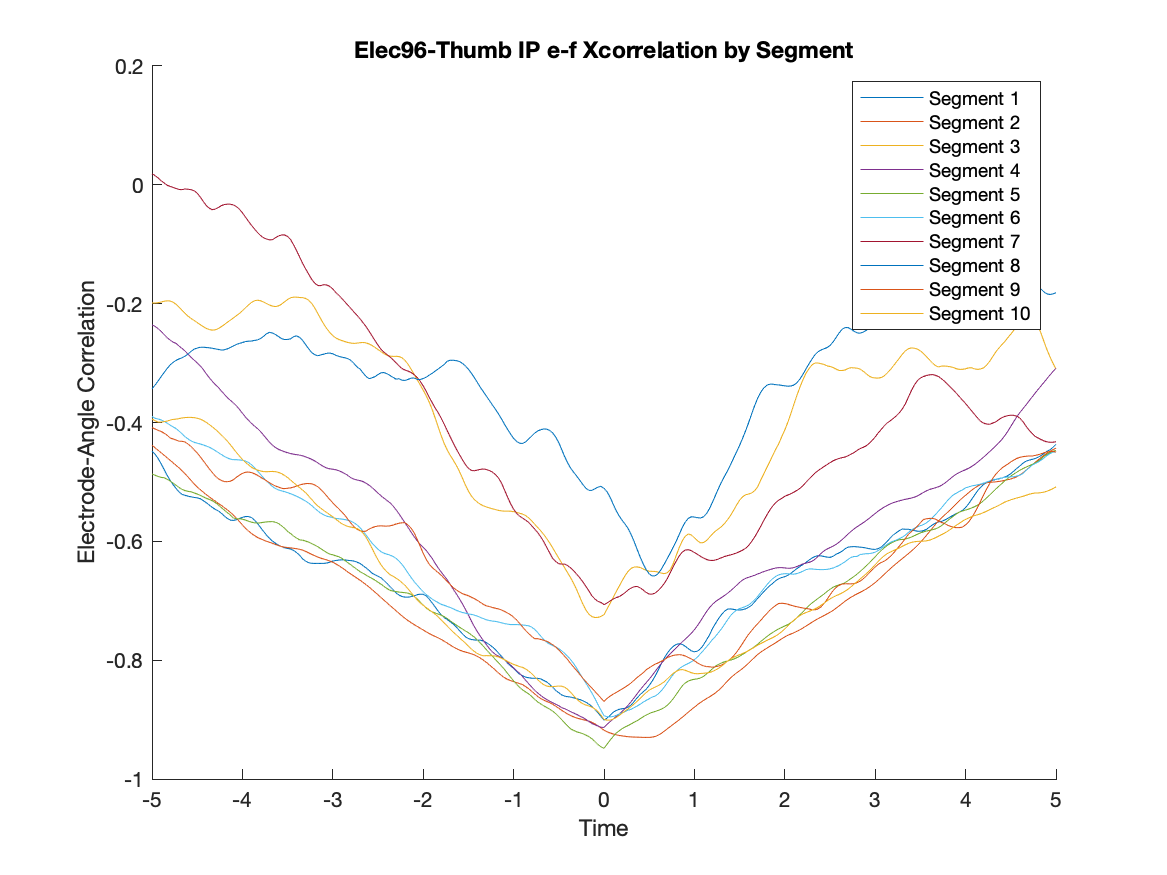 Elec96-Thumb IP e-f Xcorrelation by Segment
0.2
0
-0.2
-0.4
-0.6
-0.8
-1
Electrode-Angle Correlation
Segment 1
Segment 2
Segment 3
Segment 4
Segment 5
Segment 6
Segment 7
Segment 8
Segment 9
Segment 10
-5 -4 -3 -2 -1 0 1 2 3 4 5
Time